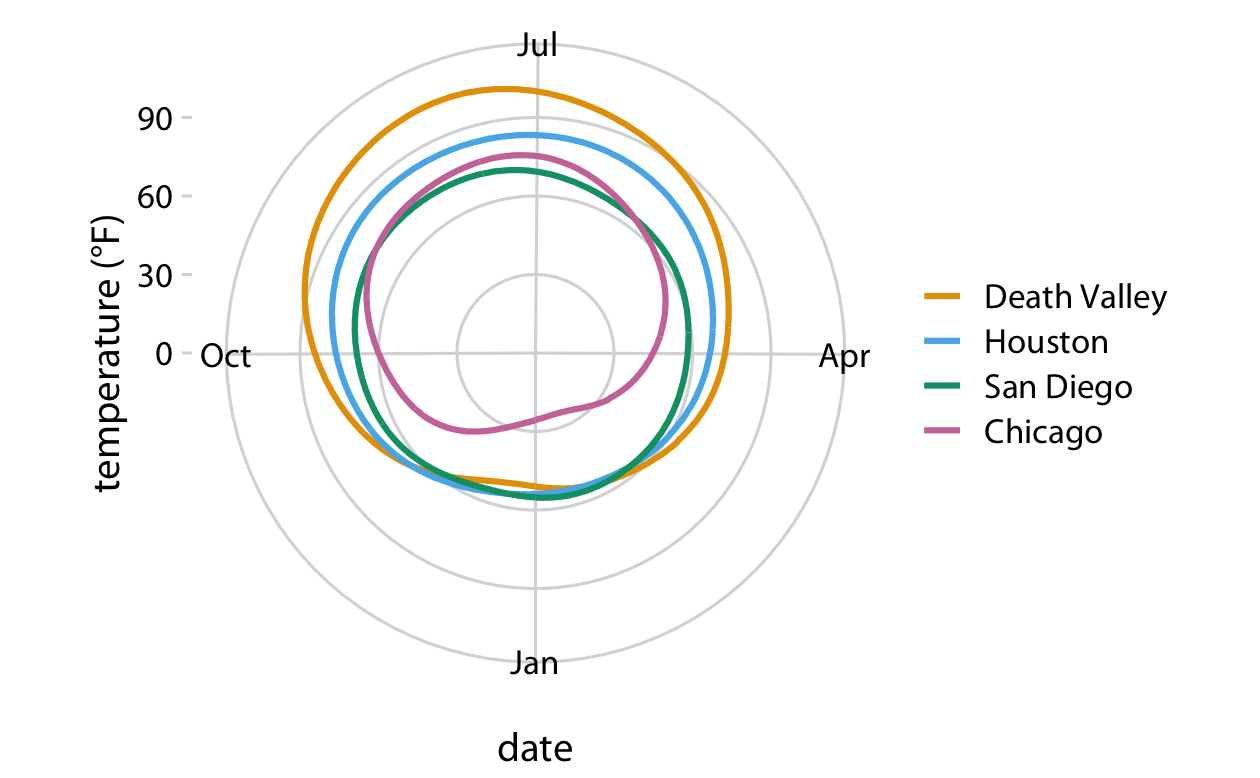 Jul
90
60
30
0
temperature (°F)
Oct
Apr
Jan
date
Death Valley
Houston
San Diego
Chicago